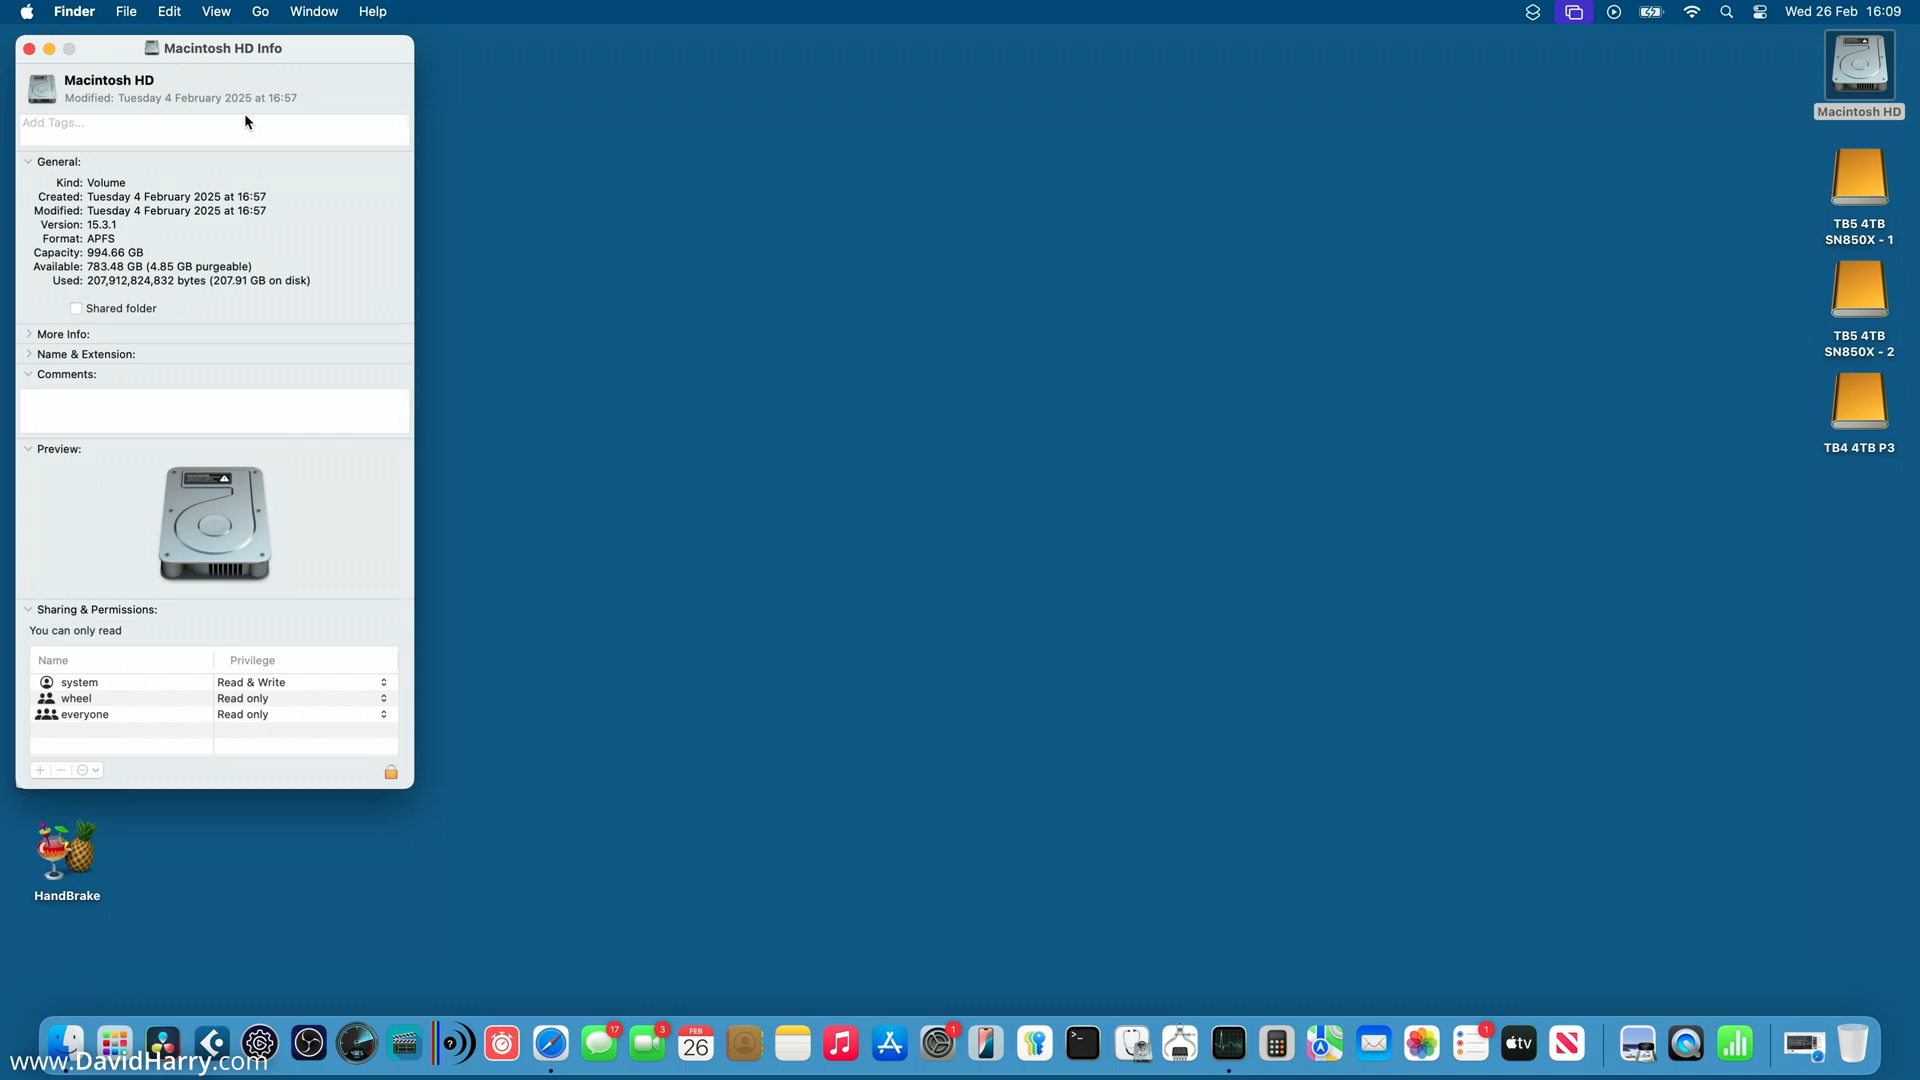 Finder File Edit View Go Window Help
Wed 26 Feb 16:09
Macintosh HD Info
Macintosh HD
Modified: Tuesday 4 February 2025 at 16:57
Add Tags...
General:
Kind: Volume
Created: Tuesday 4 February 2025 at 16:57
Modified: Tuesday 4 February 2025 at 16:57
Version: 15.3.1
Format: APFS
Capacity: 994.66 GB
Available: 783.48 GB (4.85 GB purgeable)
Used: 207,912,824,832 bytes (207.91 GB on disk)
Shared folder
More Info:
Name & Extension:
Comments:
Preview:
Sharing & Permissions:
You can only read
Name Privilege
system Read & Write
wheel Read only
everyone Read only
Macintosh HD
TB5 4TB
SN850X - 1
TB5 4TB
SN850X - 2
TB4 4TB P3
HandBrake
17
3
FEB
26
1
1
tv
www.DavidHarry.com